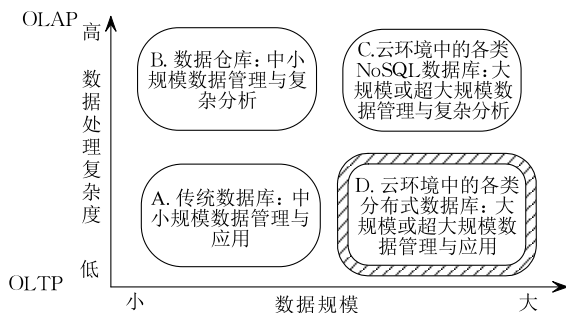 OLAP
高
数据处理复杂度
低
OLTP
B. 数据仓库：中小
规模数据管理与复
杂分析
C.云环境中的各类
NoSQL数据库：大
规模或超大规模数
据管理与复杂分析
A. 传统数据库：中
小规模数据管理与
应用
D. 云环境中的各类
分布式数据库：大
规模或超大规模数
据管理与应用
小
数据规模
大